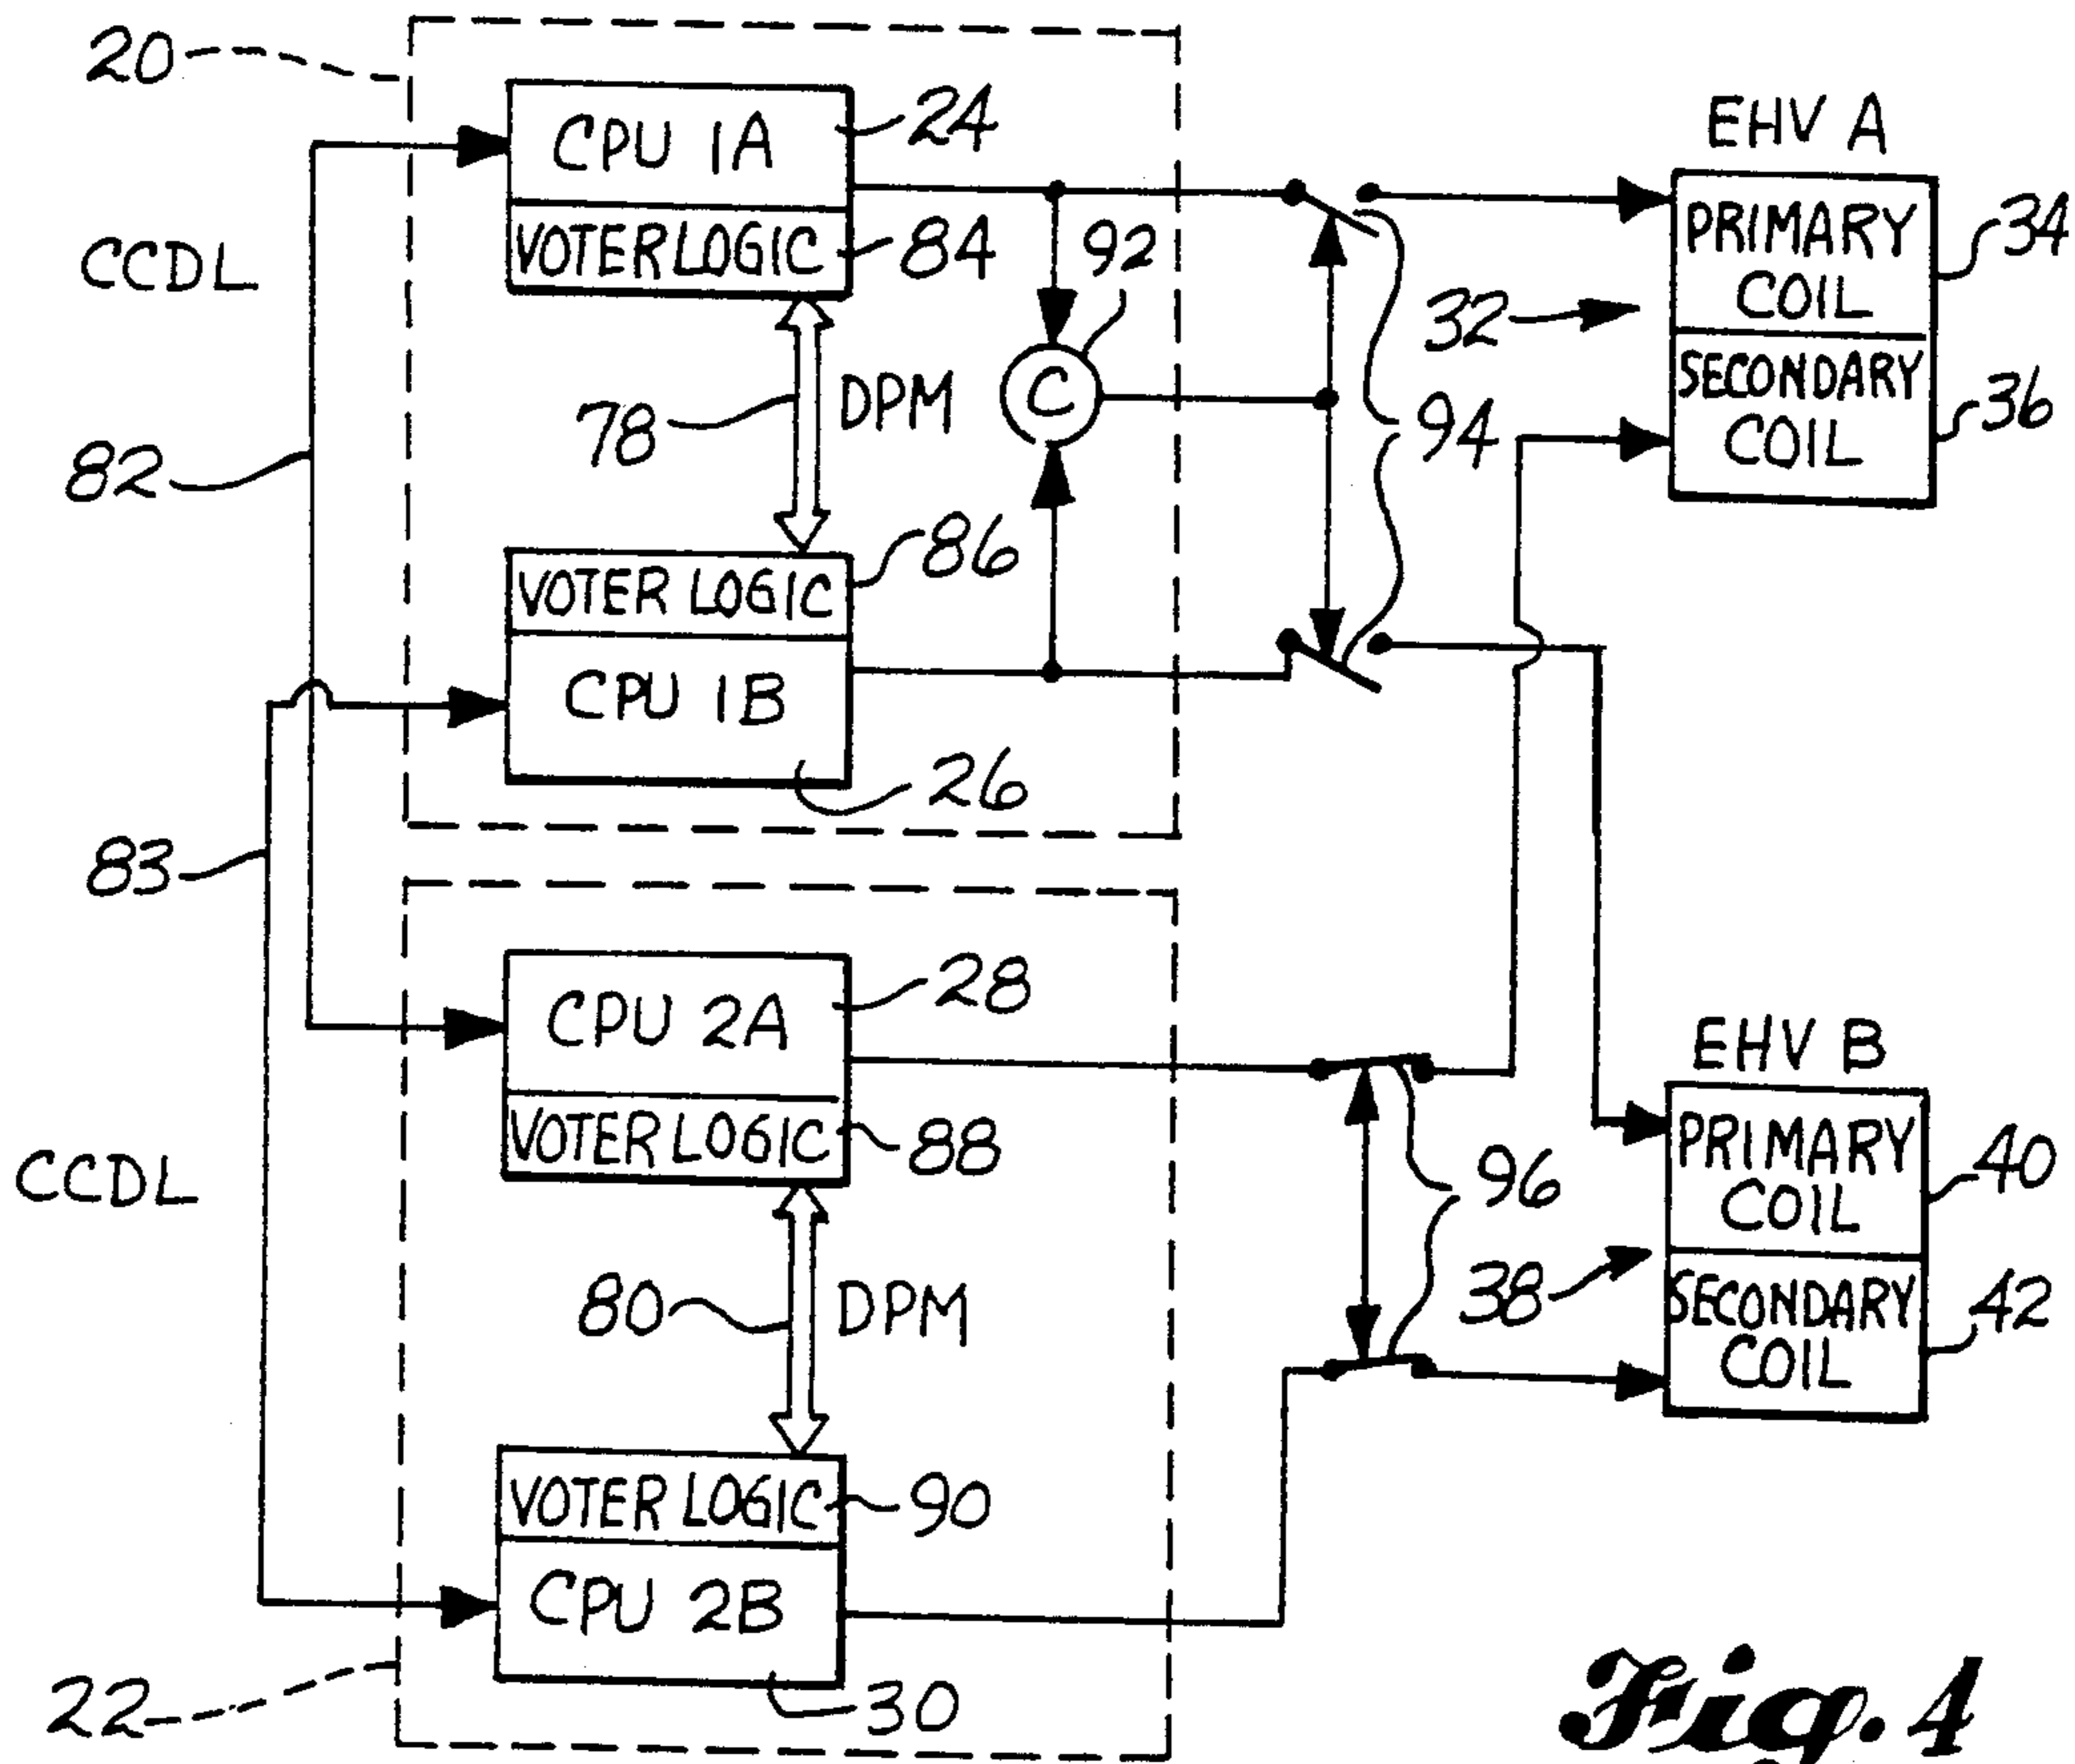 20
CPU 1A
24
EHV A
VOTER LOGIC
84
92
PRIMARY
COIL
34
CCDL
32
C
SECONDARY
COIL
36
78
DPM
94
82
VOTER LOGIC
86
CPU 1B
26
83
CPU 2A
28
EHV B
VOTER LOGIC
88
PRIMARY
COIL
40
CCDL
96
80
DPM
38
SECONDARY
COIL
42
VOTER LOGIC
90
CPU 2B
22
30
Fig. 4